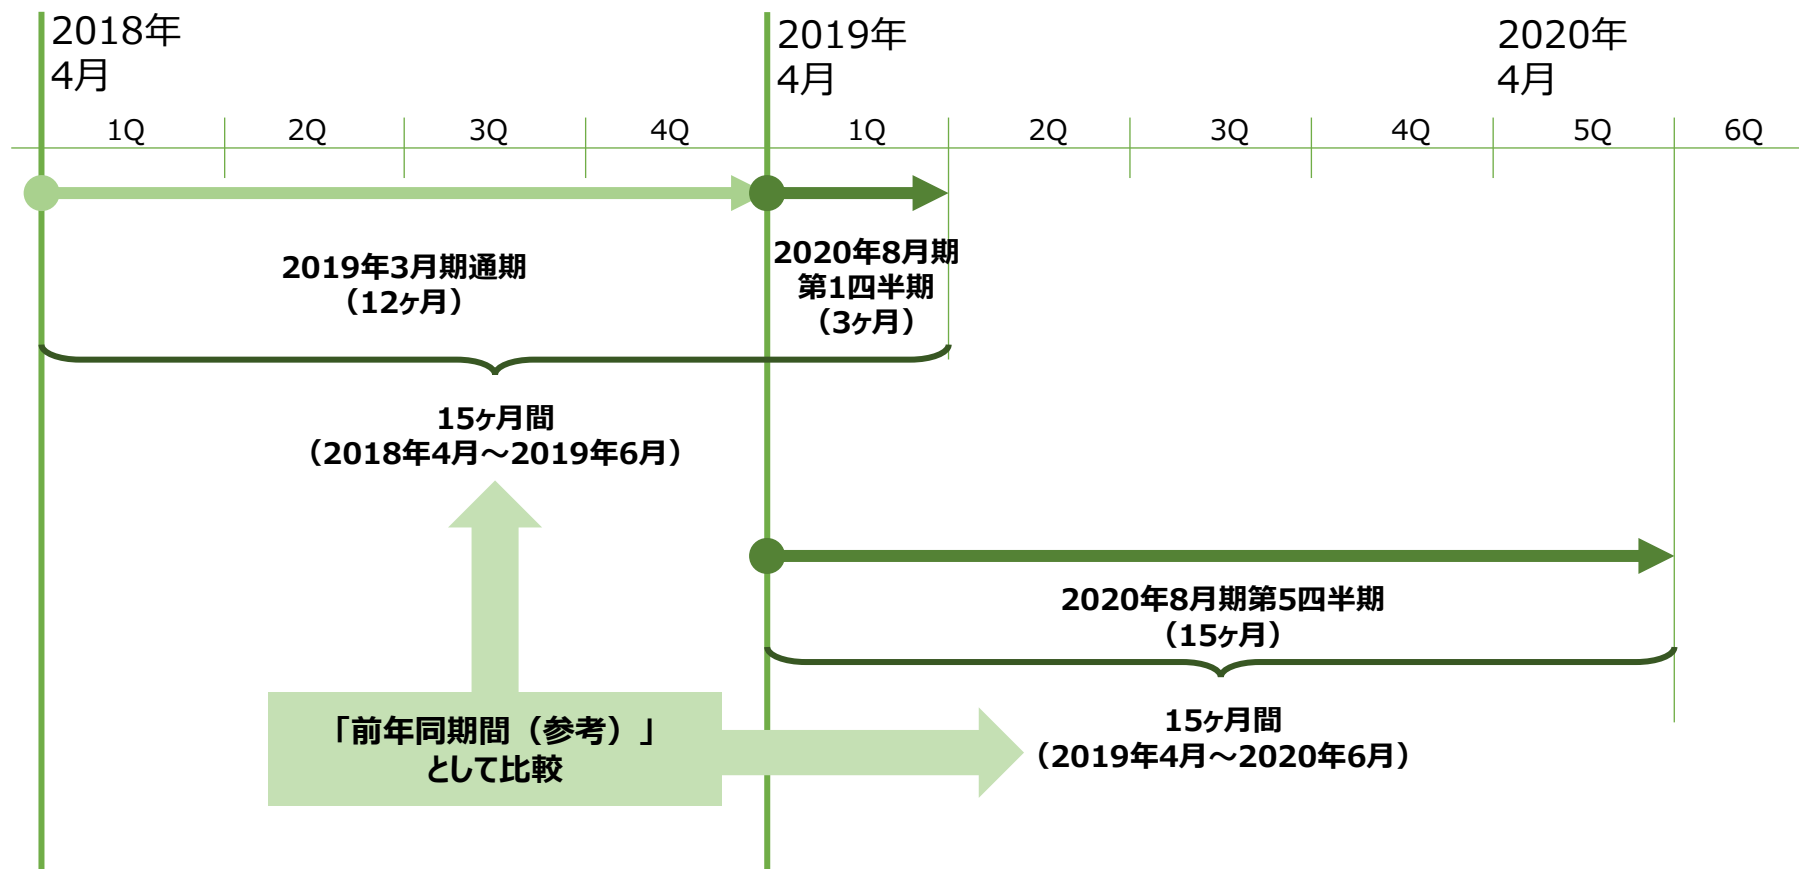 2018年
4月
2019年
4月
2020年
4月
1Q
2Q
3Q
4Q
1Q
2Q
3Q
4Q
5Q
6Q
2019年3月期通期
（12ヶ月）
2020年8月期
第1四半期
（3ヶ月）
15ヶ月間
（2018年4月～2019年6月）
2020年8月期第5四半期
（15ヶ月）
「前年同期間（参考）」
として比較
15ヶ月間
（2019年4月～2020年6月）